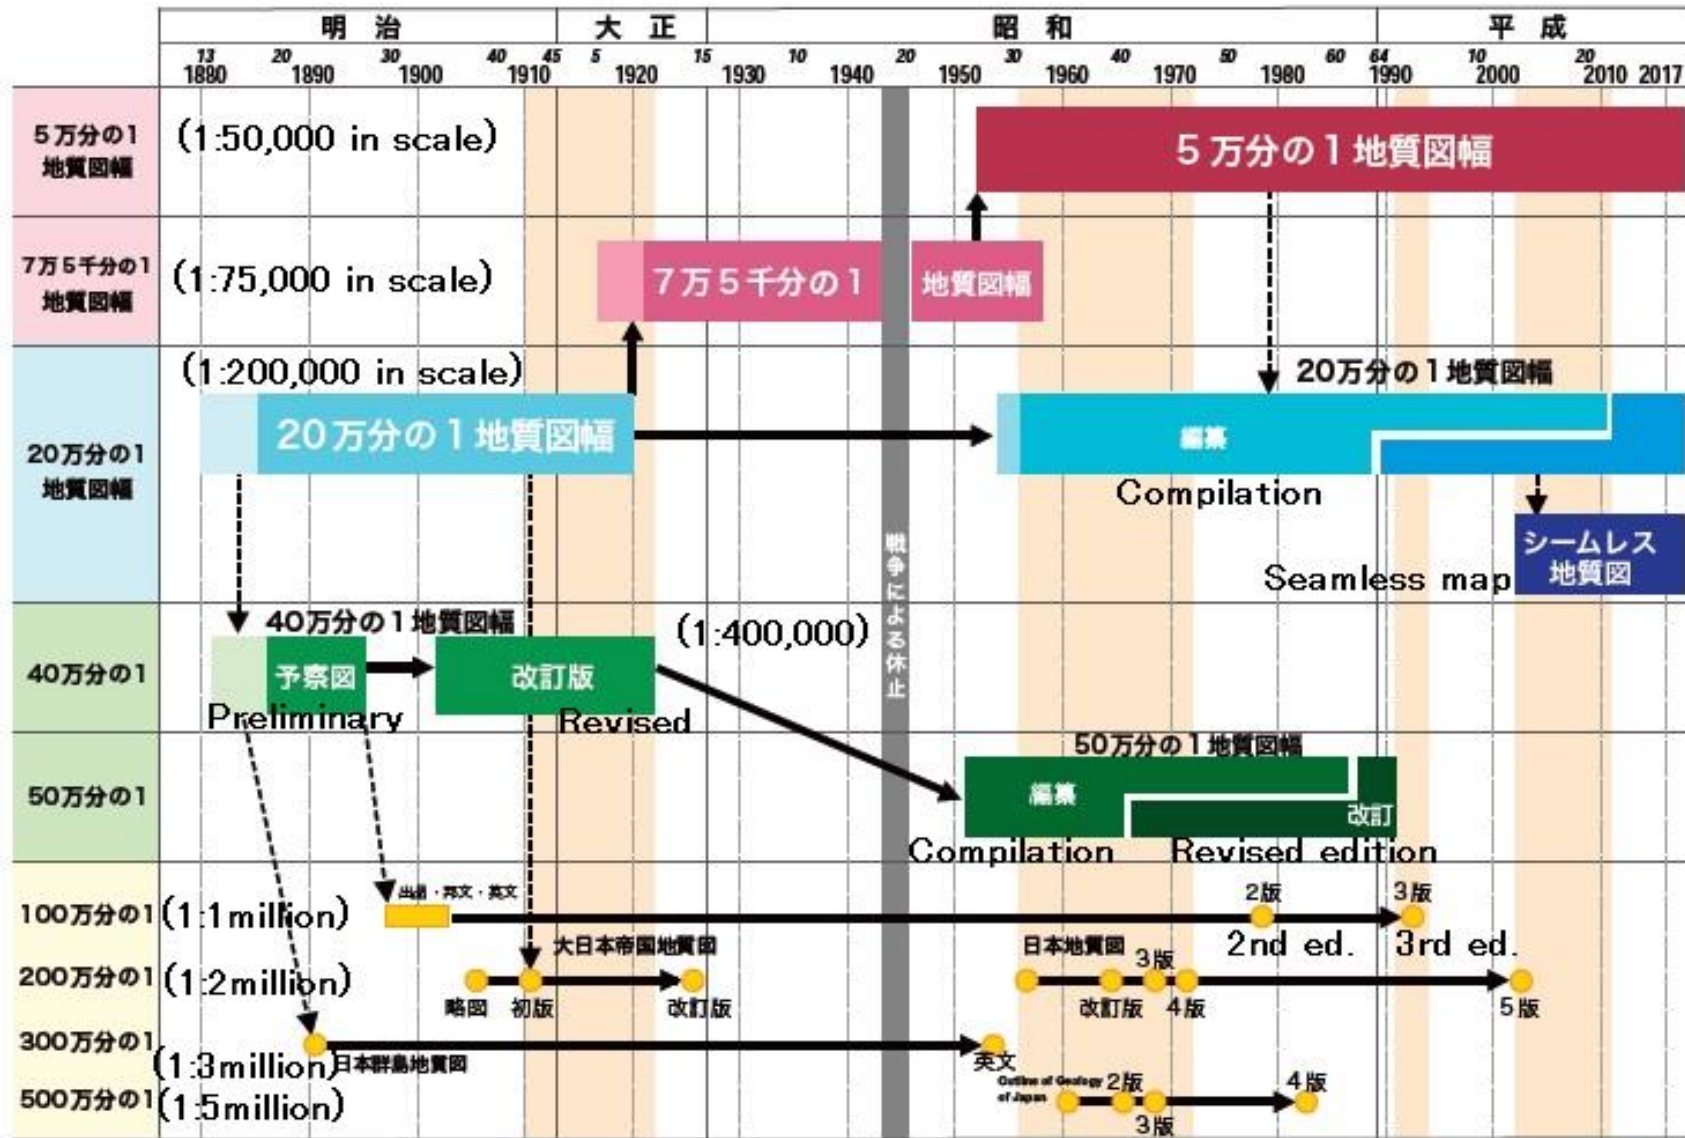 明 治 大 正 昭 和 平 成
13 20 30 40 45 5 15 10 20 30 40 50 60 64 10 20
1880 1890 1900 1910 1920 1930 1940 1950 1960 1970 1980 1990 2000 2010 2017
5万分の1
地質図幅
(1:50,000 in scale)
5万分の1地質図幅
7万5千分の1
地質図幅
(1:75,000 in scale)
7万5千分の1
地質図幅
(1:200,000 in scale)
20万分の1地質図幅
20万分の1地質図幅
編纂
20万分の1
地質図幅
Compilation
シームレス
地質図
Seamless map
戦争による休止
40万分の1地質図幅
(1:400,000)
40万分の1
予察図
改訂版
Preliminary
Revised
50万分の1地質図幅
50万分の1
編纂
改訂
Compilation
Revised edition
・英文
2版
3版
100万分の1
(1:1million)
2nd ed.
3rd ed.
大日本帝国地質図
日本地質図
3版
200万分の1
(1:2million)
略図
初版
改訂版
改訂版
4版
5版
300万分の1
(1:3million)
日本群島地質図
英文
Outline of Geology
of Japan
2版
4版
500万分の1
(1:5million)
3版